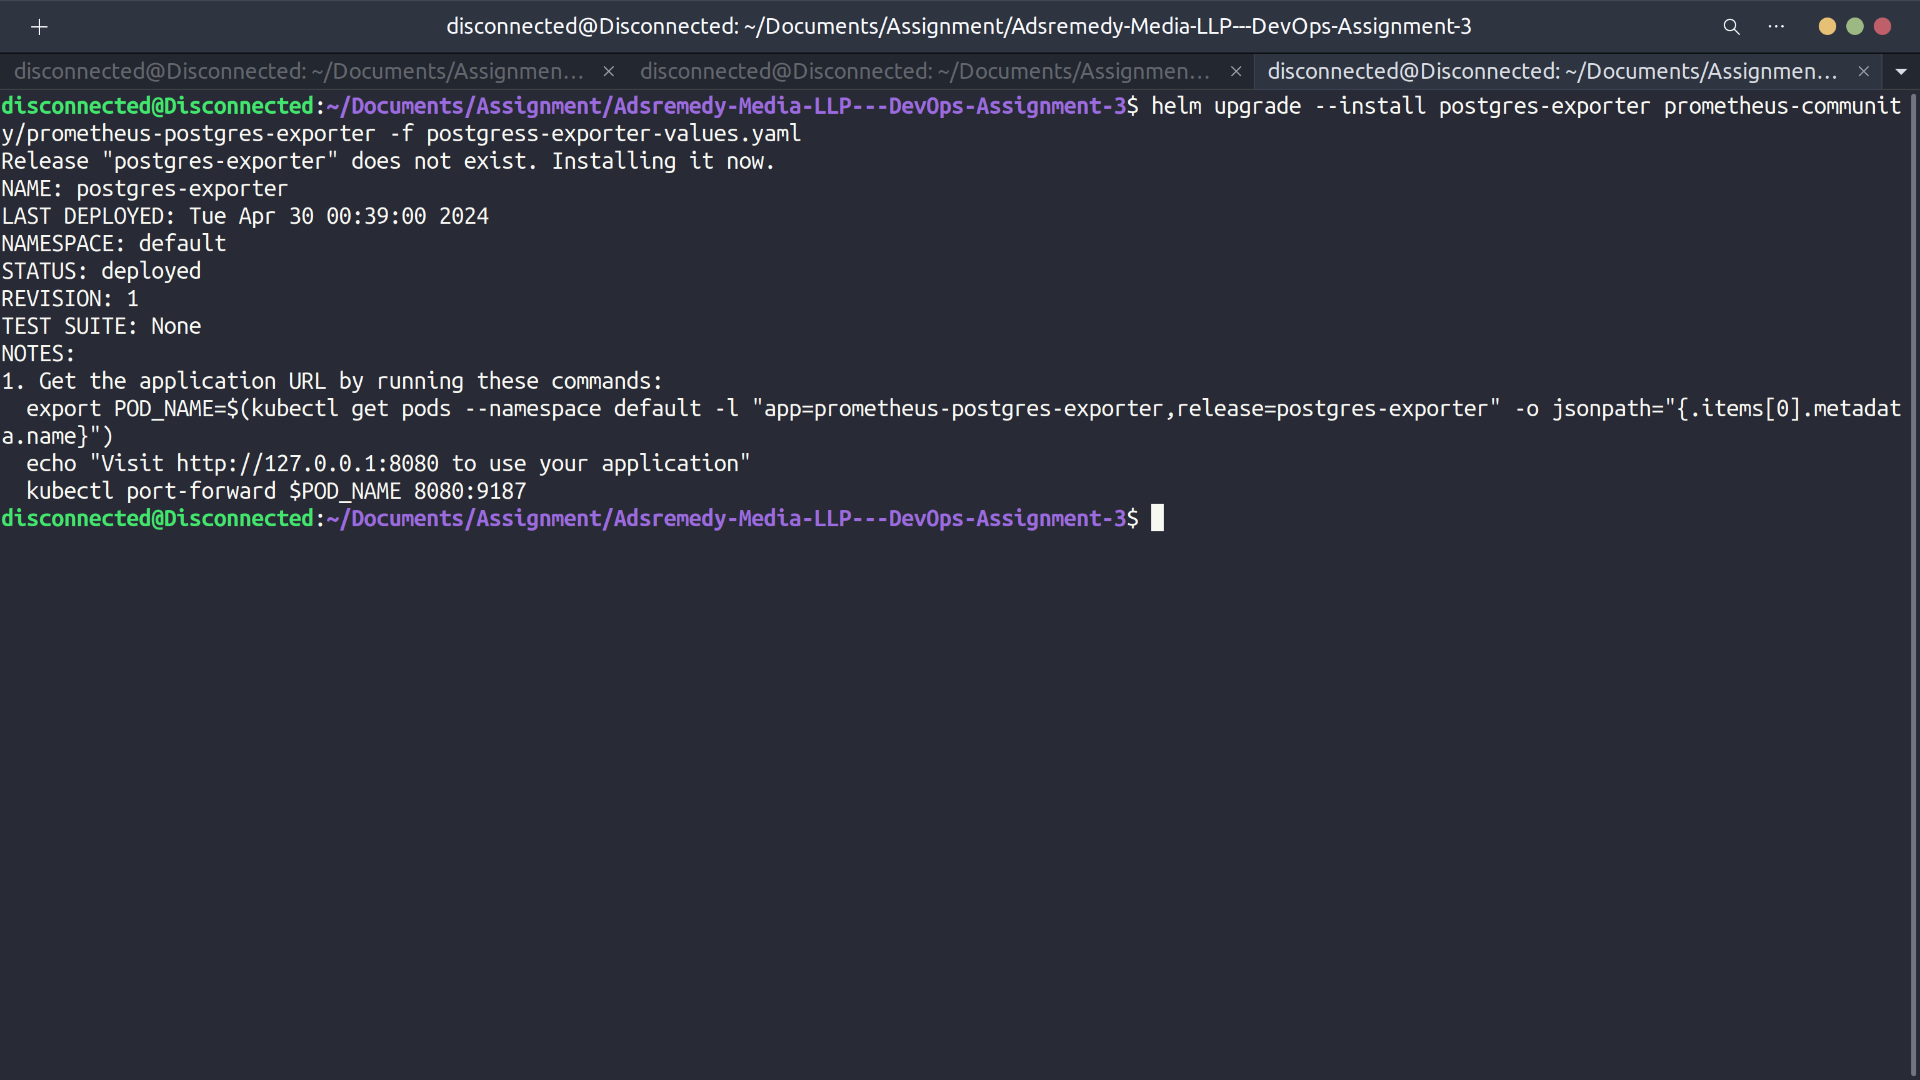 disconnected@Disconnected: ~/Documents/Assignment/Adsremedy-Media-LLP---DevOps-Assignment-3
disconnected@Disconnected: ~/Documents/Assignmen...
disconnected@Disconnected: ~/Documents/Assignmen...
disconnected@Disconnected: ~/Documents/Assignmen...
disconnected@Disconnected:~/Documents/Assignment/Adsremedy-Media-LLP---DevOps-Assignment-3$ helm upgrade --install postgres-exporter prometheus-communit
y/prometheus-postgres-exporter -f postgress-exporter-values.yaml
Release "postgres-exporter" does not exist. Installing it now.
NAME: postgres-exporter
LAST DEPLOYED: Tue Apr 30 00:39:00 2024
NAMESPACE: default
STATUS: deployed
REVISION: 1
TEST SUITE: None
NOTES:
1. Get the application URL by running these commands:
  export POD_NAME=$(kubectl get pods --namespace default -l "app=prometheus-postgres-exporter,release=postgres-exporter" -o jsonpath="{.items[0].metadat
a.name}")
  echo "Visit http://127.0.0.1:8080 to use your application"
  kubectl port-forward $POD_NAME 8080:9187
disconnected@Disconnected:~/Documents/Assignment/Adsremedy-Media-LLP---DevOps-Assignment-3$